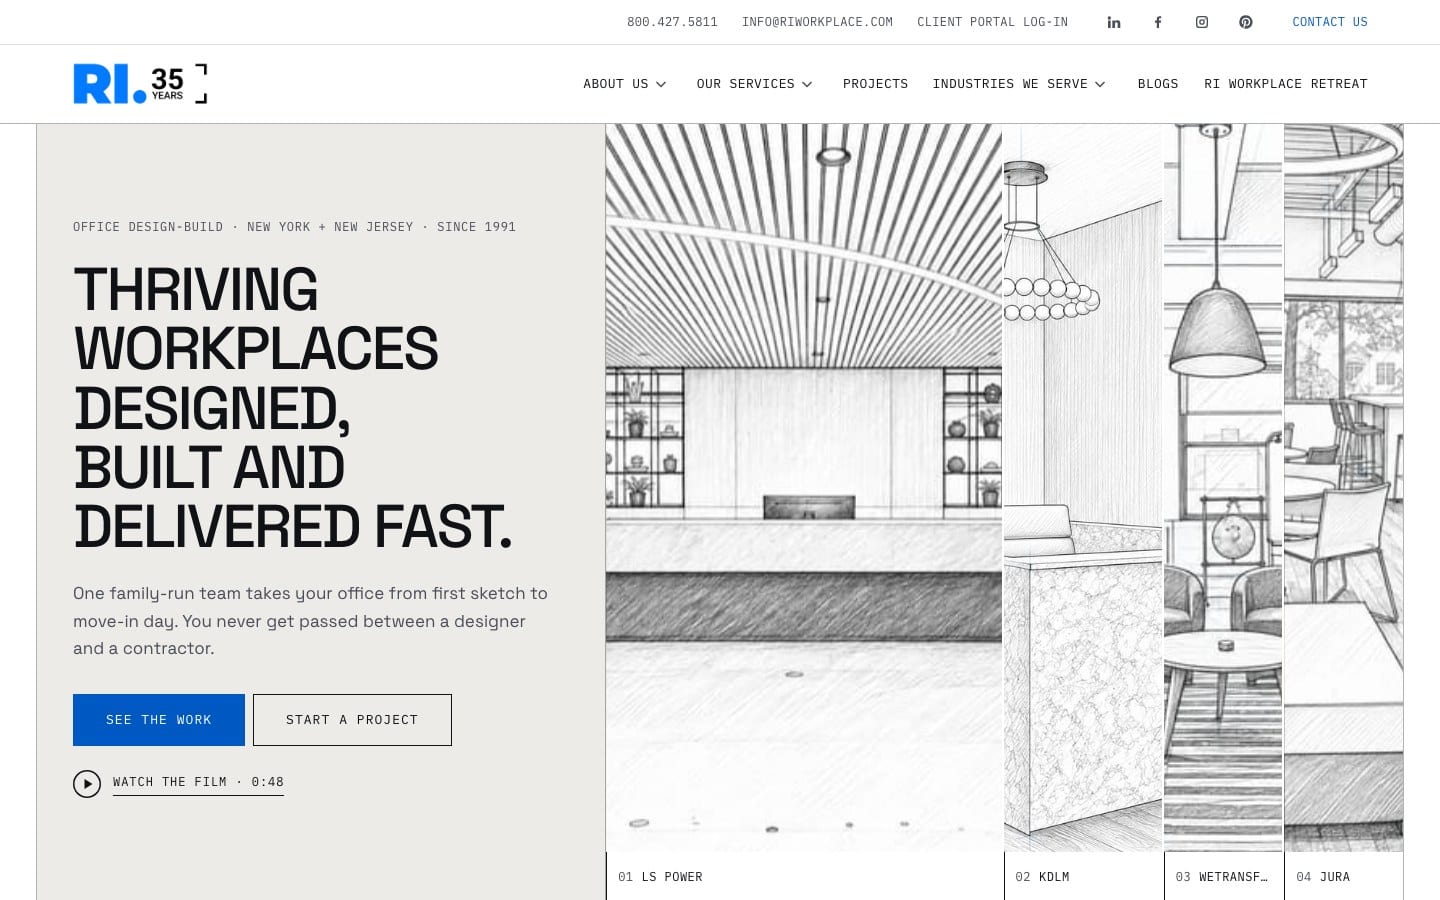 800.427.5811 INFO@RIWORKPLACE.COM CLIENT PORTAL LOG-IN CONTACT US
RI. 35 YEARS
ABOUT US OUR SERVICES PROJECTS INDUSTRIES WE SERVE BLOGS RI WORKPLACE RETREAT
OFFICE DESIGN-BUILD · NEW YORK + NEW JERSEY · SINCE 1991
THRIVING
WORKPLACES
DESIGNED,
BUILT AND
DELIVERED FAST.
One family-run team takes your office from first sketch to
move-in day. You never get passed between a designer
and a contractor.
SEE THE WORK START A PROJECT
WATCH THE FILM · 0:48
01 LS POWER 02 KDLM 03 WETRANSF… 04 JURA